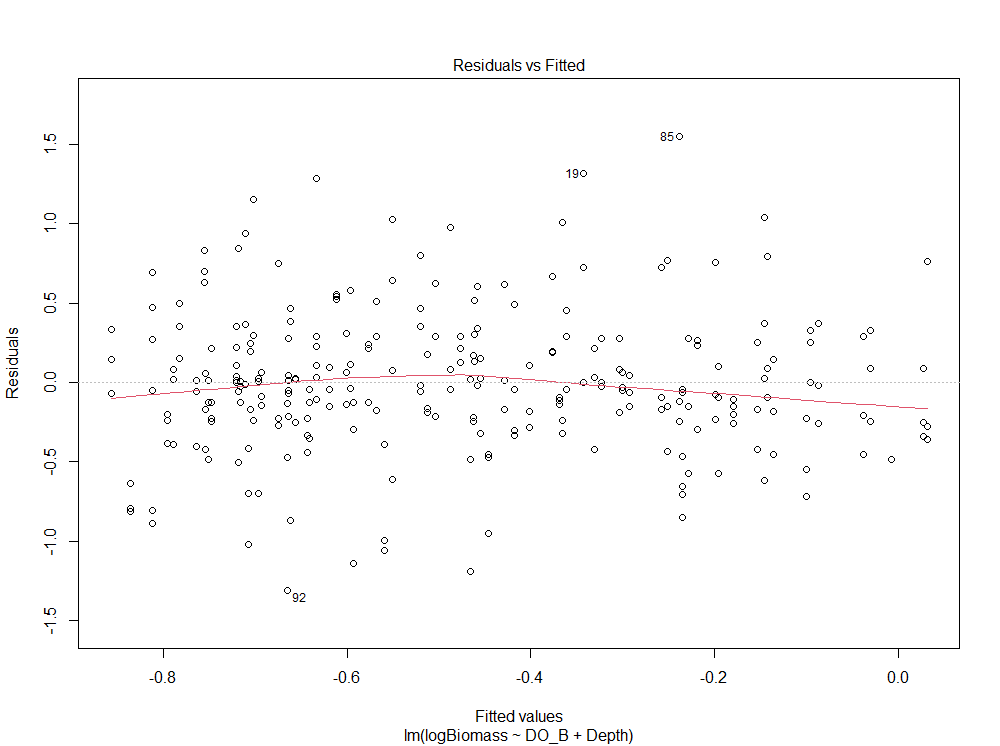 Residuals vs Fitted
Residuals
1.5
1.0
0.5
0.0
-0.5
-1.0
-1.5
85
19
92
-0.8 -0.6 -0.4 -0.2 0.0
Fitted values
lm(logBiomass ~ DO_B + Depth)